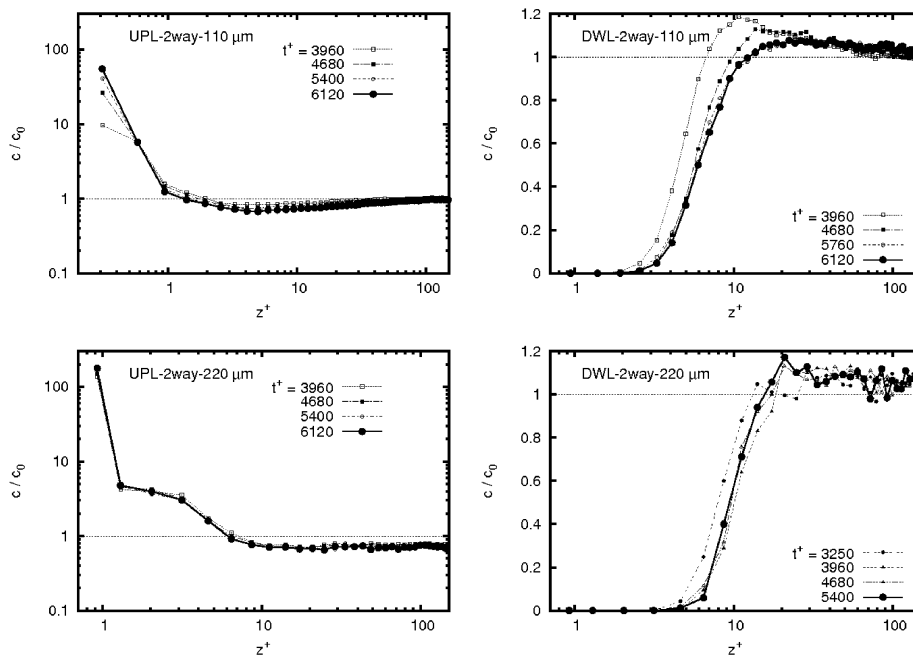 UPL-2way-110 μm
t+ = 3960
4680
5400
6120
100
10
1
0.1
c / c0
1
10
100
z+
DWL-2way-110 μm
1.2
1
0.8
0.6
0.4
0.2
0
c / c0
t+ = 3960
4680
5760
6120
1
10
100
z+
UPL-2way-220 μm
t+ = 3960
4680
5400
6120
100
10
1
0.1
c / c0
1
10
100
z+
DWL-2way-220 μm
1.2
1
0.8
0.6
0.4
0.2
0
c / c0
t+ = 3250
3960
4680
5400
1
10
100
z+